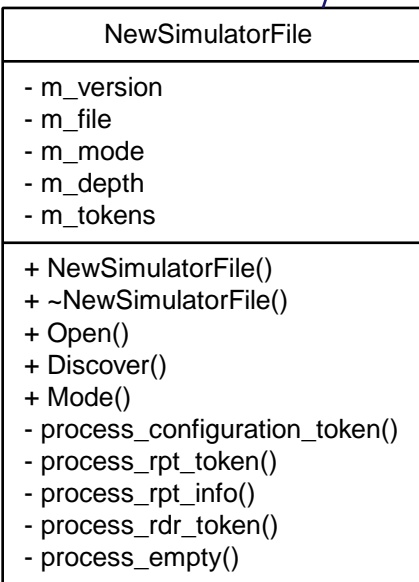 NewSimulatorFile
- m_version
- m_file
- m_mode
- m_depth
- m_tokens
+ NewSimulatorFile()
+ ~NewSimulatorFile()
+ Open()
+ Discover()
+ Mode()
- process_configuration_token()
- process_rpt_token()
- process_rpt_info()
- process_rdr_token()
- process_empty()